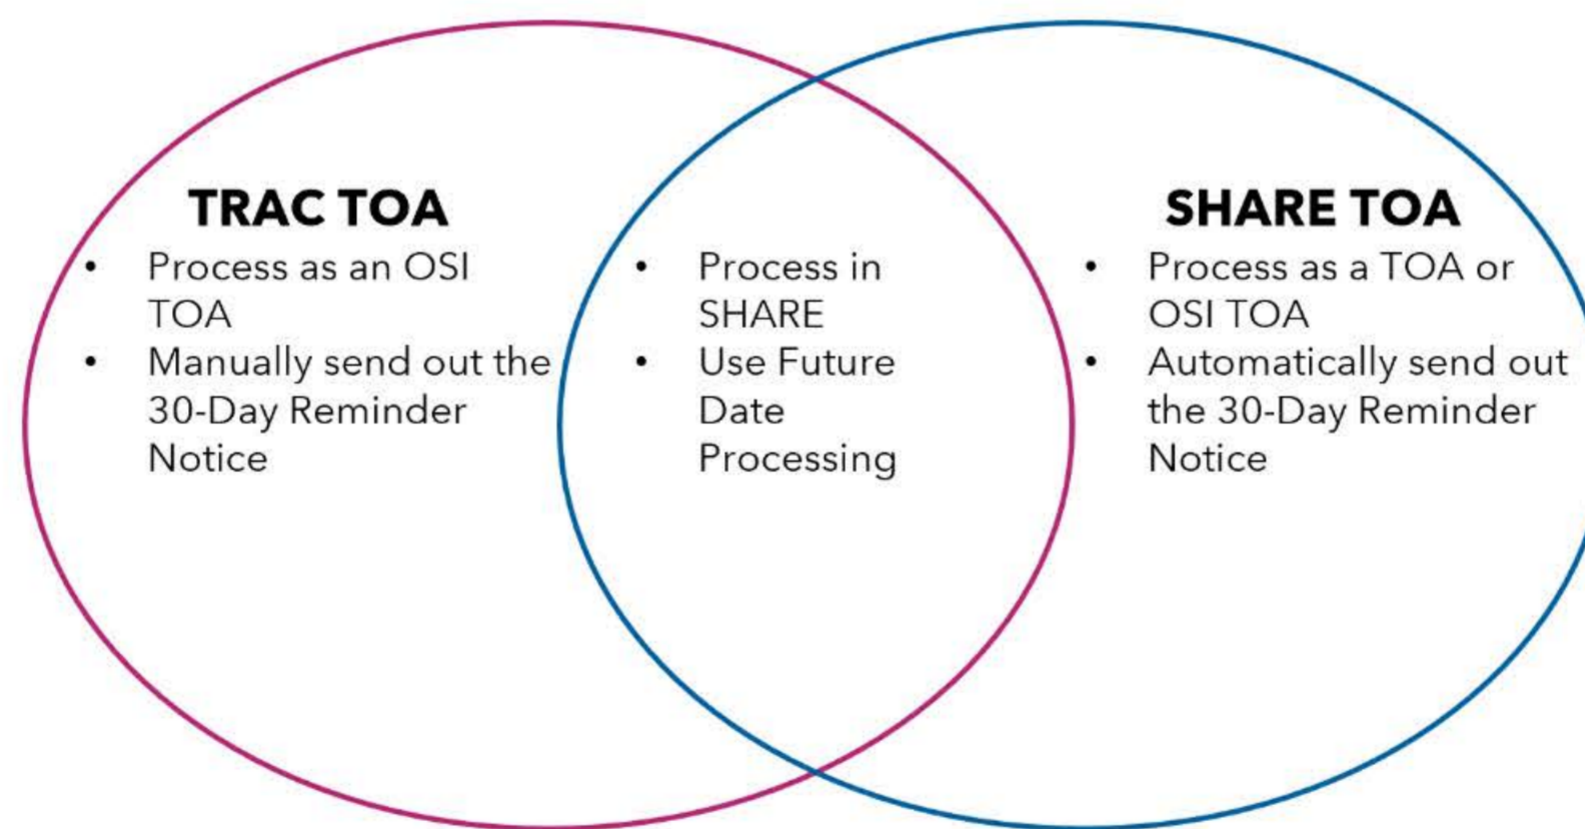 TRAC TOA
• Process as an OSI
TOA
• Manually send out the
30-Day Reminder
Notice
• Process in
SHARE
• Use Future
Date
Processing
SHARE TOA
• Process as a TOA or
OSI TOA
• Automatically send out
the 30-Day Reminder
Notice